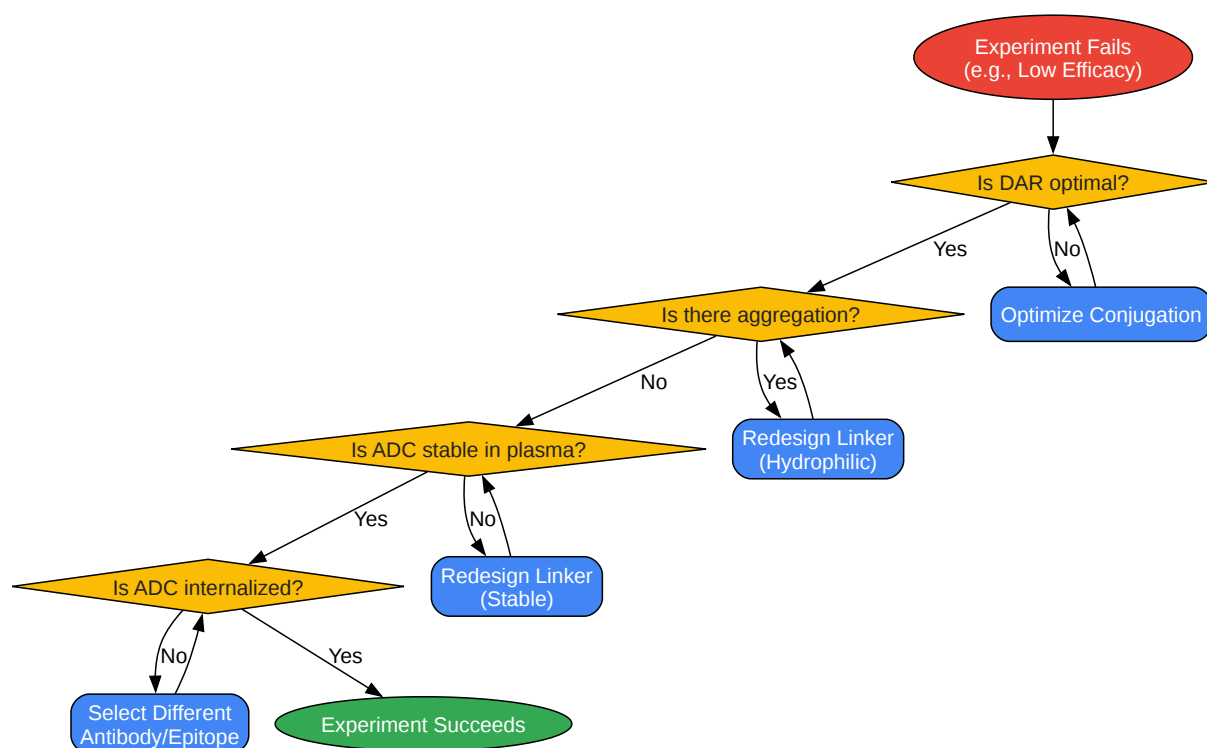 Experiment Fails
(e.g., Low Efficacy)
Is DAR optimal?
Yes
No
Is there aggregation?
Optimize Conjugation
No
Yes
Is ADC stable in plasma?
Redesign Linker
(Hydrophilic)
Yes
No
Is ADC internalized?
Redesign Linker
(Stable)
No
Yes
Select Different
Antibody/Epitope
Experiment Succeeds